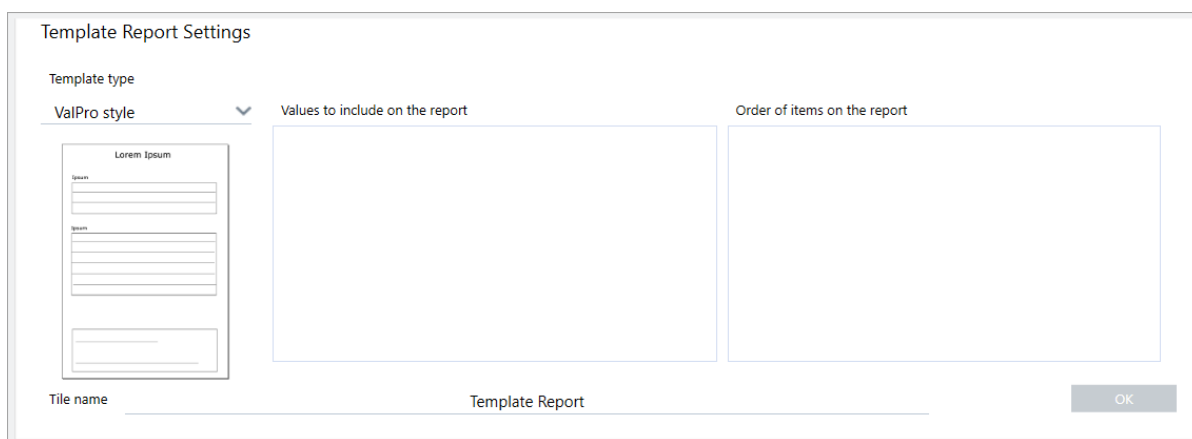 Template Report Settings
Template type
ValPro style
Values to include on the report
Order of items on the report
Lorem Ipsum
Ipsum
Ipsum
Tile name
Template Report
OK